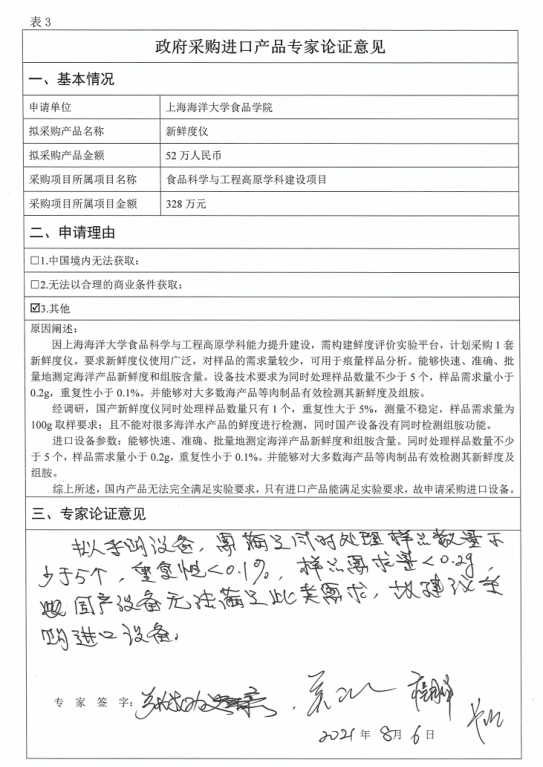 表 3
政府采购进口产品专家论证意见
一、基本情况
申请单位 上海海洋大学食品学院
拟采购产品名称 新鲜度仪
拟采购产品金额 52 万人民币
采购项目所属项目名称 食品科学与工程高原学科建设项目
采购项目所属项目金额 328 万元
二、申请理由
□1.中国境内无法获取：
□2.无法以合理的商业条件获取：
☑3.其他
原因阐述：
因上海海洋大学食品科学与工程高原学科能力提升建设，需构建鲜度评价实验平台，计划采购 1 套
新鲜度仪。要求新鲜度仪使用广泛，对样品的需求量较少，可用于痕量样品分析。能够快速、准确、批
量地测定海洋产品新鲜度和组胺含量。设备技术要求为同时处理样品数量不少于 5 个，样品需求量小于
0.2g，重复性小于 0.1%。并能够对大多数海产品等肉制品有效检测其新鲜度及组胺。
经调研，国产新鲜度仪同时处理样品数量只有 1 个，重复性大于 5%，测量不稳定，样品需求量为
100g 取样要求；且不能对很多海洋水产品的鲜度进行检测，同时国产设备没有同时检测组胺功能。
进口设备参数：能够快速、准确、批量地测定海洋产品新鲜度和组胺含量。同时处理样品数量不少
于 5 个，样品需求量小于 0.2g，重复性小于 0.1%。并能够对大多数海产品等肉制品有效检测其新鲜度及
组胺。
综上所述，国内产品无法完全满足实验要求，只有进口产品能满足实验要求，故申请采购进口设备。
三、专家论证意见
拟采购设备，需满足同时处理样品数量不
少于5个，重复性<0.1%，样品需求量<0.2g，
国产设备无法满足此类需求，故建议采
购进口设备。
专 家 签 字：
2021 年 8 月 6 日